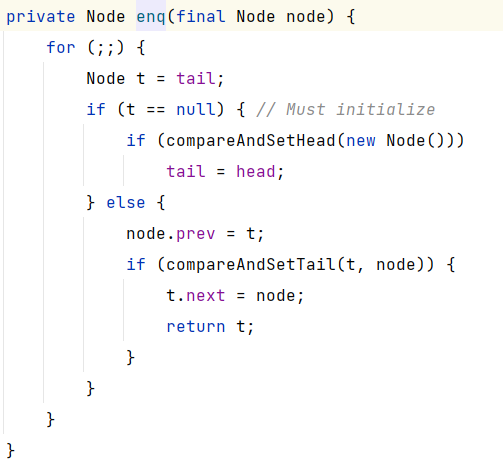 private Node enq(final Node node) {
    for (;;) {
        Node t = tail;
        if (t == null) { // Must initialize
            if (compareAndSetHead(new Node()))
                tail = head;
        } else {
            node.prev = t;
            if (compareAndSetTail(t, node)) {
                t.next = node;
                return t;
            }
        }
    }
}